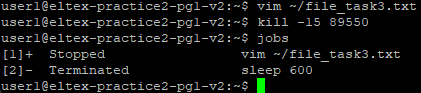 user1@eltex-practice2-pg1-v2:~$ vim ~/file_task3.txt
user1@eltex-practice2-pg1-v2:~$ kill -15 89550
user1@eltex-practice2-pg1-v2:~$ jobs
[1]+  Stopped                 vim ~/file_task3.txt
[2]-  Terminated              sleep 600
user1@eltex-practice2-pg1-v2:~$